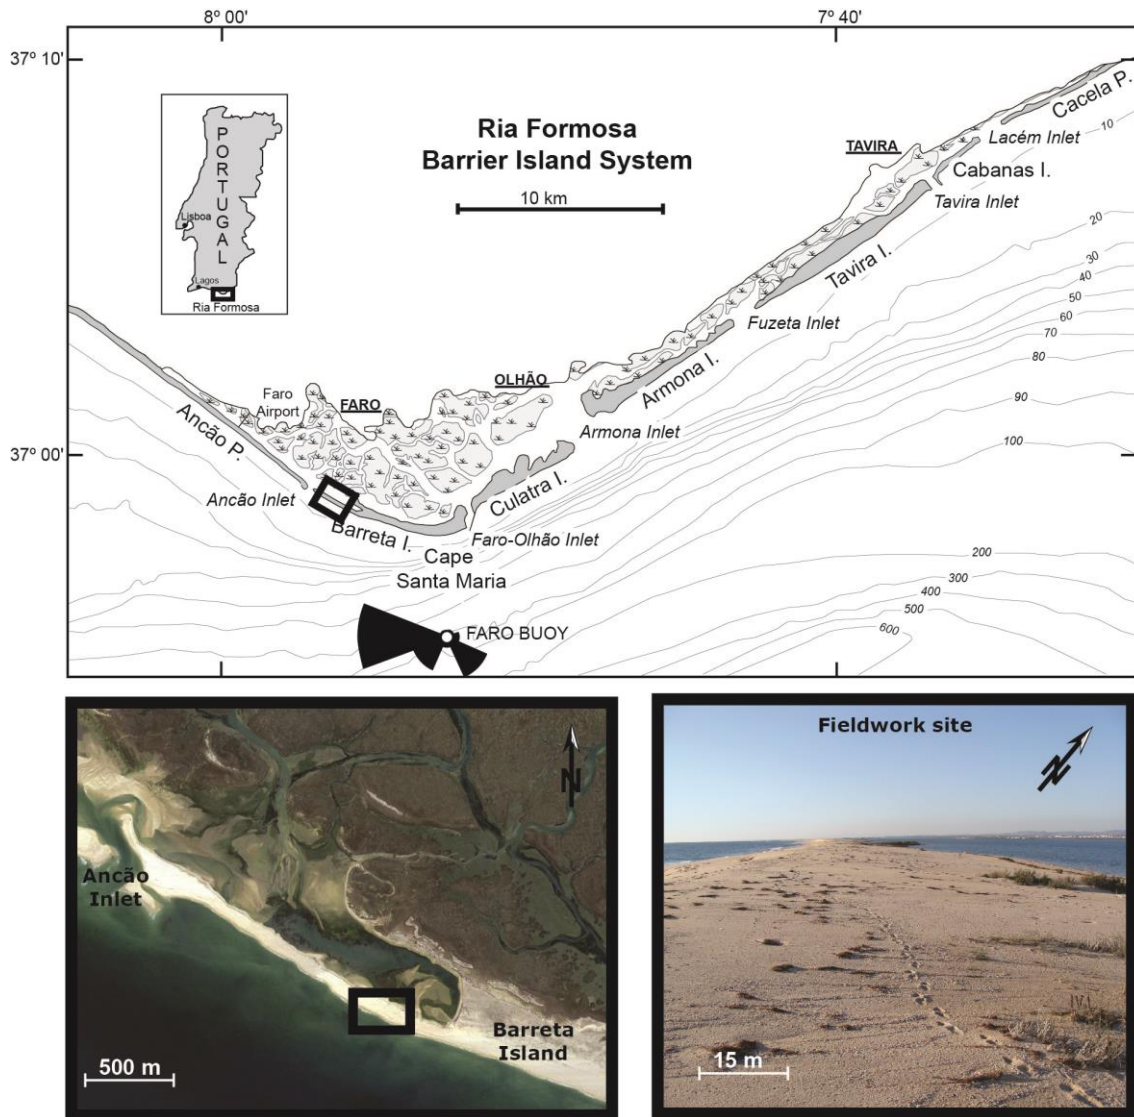 8º 00'
7º 40'
37º 10'
Ria Formosa
Barrier Island System
10 km
PORTUGAL
Lisboa
Lagos
Ria Formosa
Cacela P.
10
Lacém Inlet
TAVIRA
Cabanas I.
Tavira Inlet
20
Tavira I.
30
40
50
Fuzeta Inlet
60
70
80
Armona I.
OLHÃO
Faro
Airport
FARO
90
Ancão P.
Armona Inlet
100
37º 00'
Culatra I.
Ancão Inlet
Barreta I.
Faro-Olhão Inlet
Cape
Santa Maria
200
300
400
500
600
FARO BUOY
N
Ancão
Inlet
Barreta
Island
500 m
Fieldwork site
N
15 m